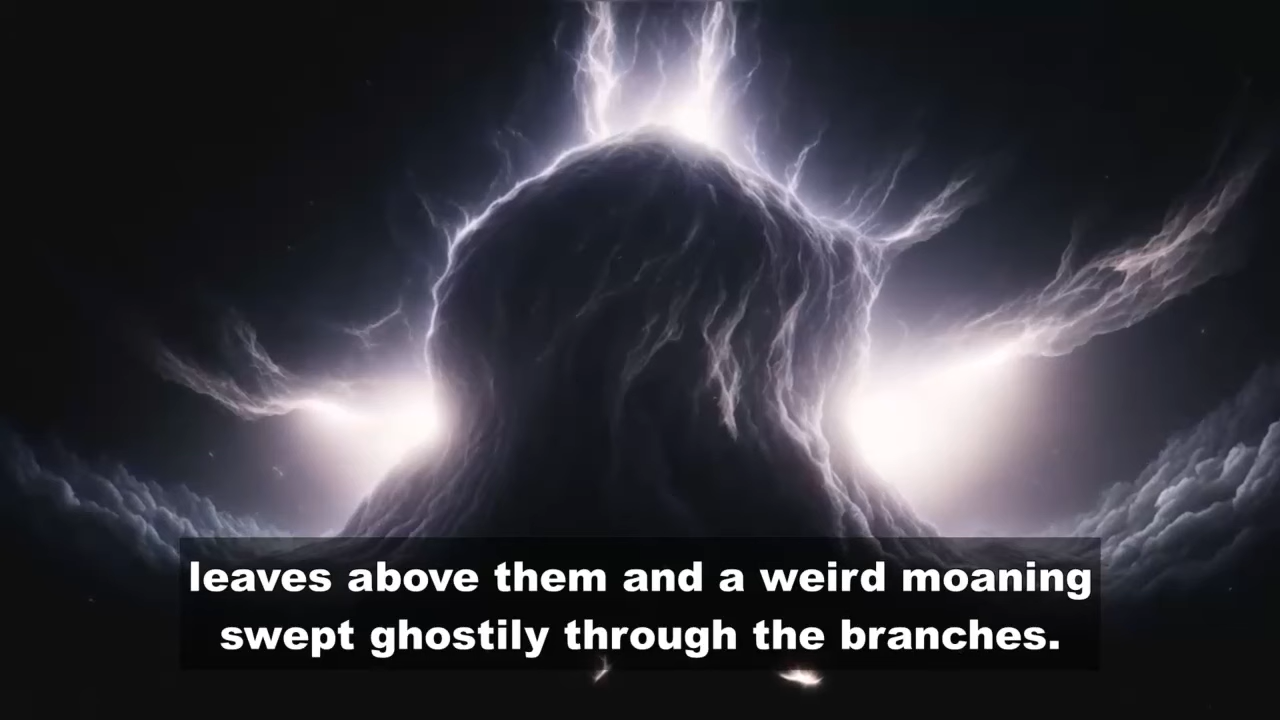 leaves above them and a weird moaning
swept ghostily through the branches.